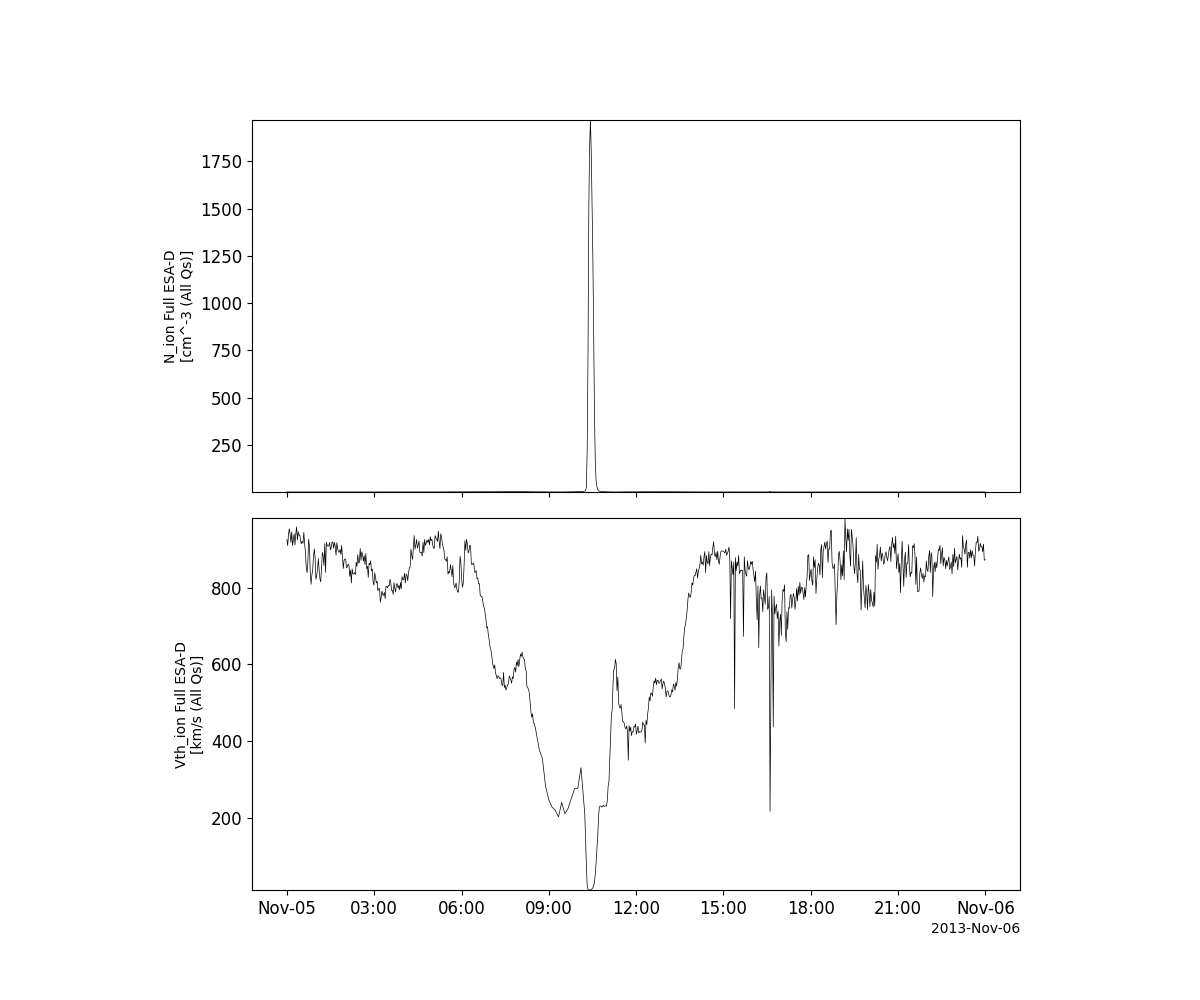 1750
1500
1250
1000
750
500
250
N_ion Full ESA-D
[cm^-3 (All Qs)]
800
600
400
200
Vth_ion Full ESA-D
[km/s (All Qs)]
Nov-05 03:00 06:00 09:00 12:00 15:00 18:00 21:00 Nov-06
2013-Nov-06